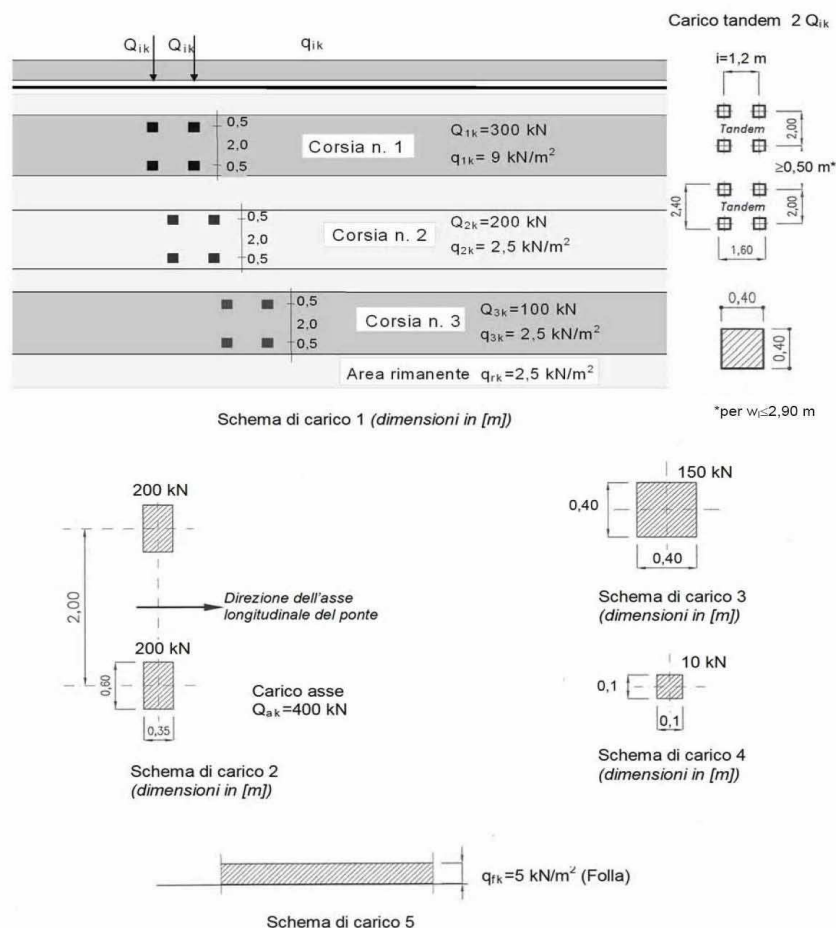 Carico tandem 2 Q_ik
Q_ik Q_ik q_ik
i=1,2 m
0,5
2,0
0,5
Corsia n. 1
Q_1k=300 kN
q_1k= 9 kN/m²
Tandem
2,00
≥0,50 m*
0,5
2,0
0,5
Corsia n. 2
Q_2k=200 kN
q_2k= 2,5 kN/m²
2,40
Tandem
2,00
1,60
0,5
2,0
0,5
Corsia n. 3
Q_3k=100 kN
q_3k= 2,5 kN/m²
0,40
0,40
Area rimanente q_rk=2,5 kN/m²
*per w_l≤2,90 m
Schema di carico 1 (dimensioni in [m])
200 kN
2,00
Direzione dell'asse
longitudinale del ponte
200 kN
0,60
0,35
Carico asse
Q_ak=400 kN
Schema di carico 2
(dimensioni in [m])
150 kN
0,40
0,40
Schema di carico 3
(dimensioni in [m])
10 kN
0,1
0,1
Schema di carico 4
(dimensioni in [m])
q_fk=5 kN/m² (Folla)
Schema di carico 5